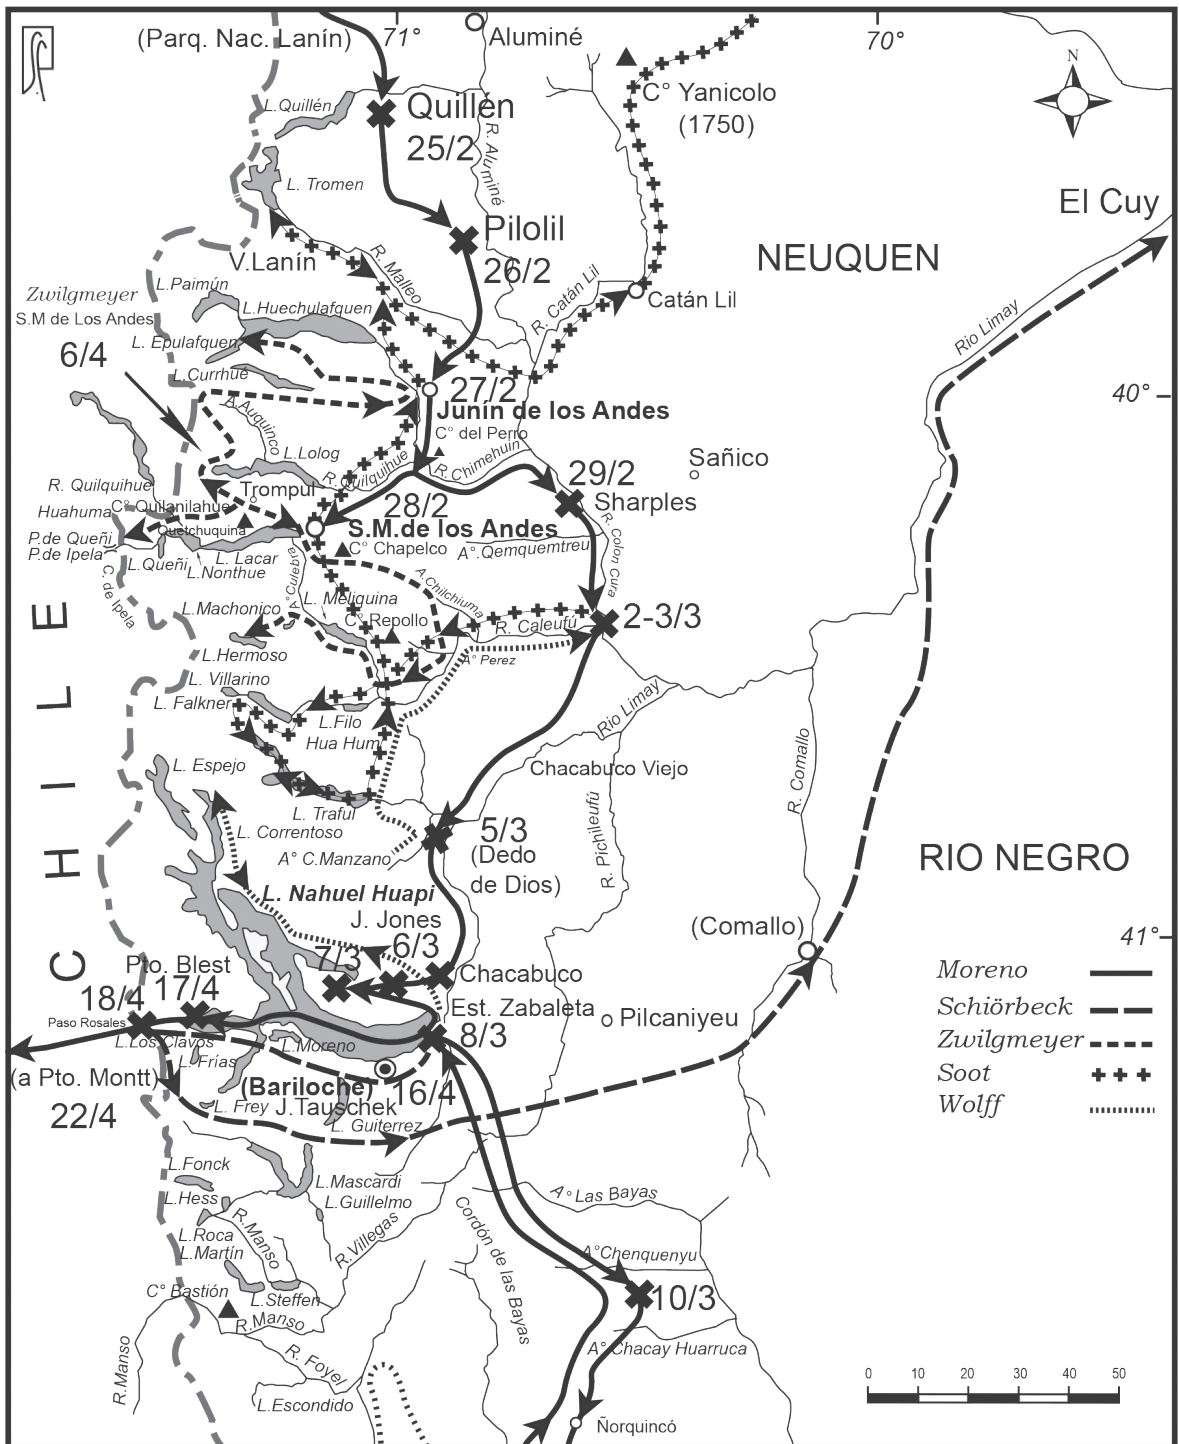 (Parq. Nac. Lanín)
71°
Aluminé
70°
N
C° Yanicolo
(1750)
L.Quillén
Quillén
25/2
R. Aluminé
L. Tromen
El Cuy
Pilolil
26/2
NEUQUEN
V.Lanín
R. Malleo
R. Catán Lil
Catán Lil
L.Paimún
Zwilgmeyer
S.M de Los Andes
6/4
L.Huechulafquen
L. Epulafquen
L.Currhué
Rio Limay
27/2
Junín de los Andes
40°
A.Auquinco
C° del Perro
L.Lolog
R.Quilquihue
R. Chimehuin
29/2
Sharples
Sañico
R. Quilquihue
Trompul
Huahuma
C° Quilanilahue
28/2
Quetchuquina
S.M.de los Andes
R. Colon Cura
P.de Queñi
P.de Ipela
C° Chapelco
A°.Qemquemtreu
L.Queñi
L. Lacar
L.Nonthue
C. de Ipela
A° Culebra
A.Chilchiuma
L. Meliquina
L.Machonico
C° Repollo
2-3/3
R. Caleufú
L.Hermoso
A° Perez
CHILE
L. Villarino
L. Falkner
L.Filo
Hua Hum
Rio Limay
L. Espejo
Chacabuco Viejo
R. Comallo
L. Traful
L. Correntoso
5/3
(Dedo
de Dios)
R. Pichileufú
A° C.Manzano
RIO NEGRO
L. Nahuel Huapi
J. Jones
6/3
7/3
(Comallo)
41°
Pto. Blest
17/4
18/4
Chacabuco
Moreno
Paso Rosales
Est. Zabaleta
8/3
Pilcaniyeu
Schiörbeck
L.Los Clavos
L.Moreno
Zwilgmeyer
L.Frías
(a Pto. Montt)
22/4
(Bariloche)
16/4
Soot
L. Frey
J.Tauschek
Wolff
L. Guiterrez
L.Fonck
L.Mascardi
L.Hess
L.Guillelmo
A° Las Bayas
L.Roca
R.Manso
R.Villegas
Cordón de las Bayas
L.Martín
A°Chenquenyu
C° Bastión
L.Steffen
10/3
R.Manso
R.Manso
R. Foyel
A° Chacay Huarruca
L.Escondido
Ñorquincó
0 10 20 30 40 50